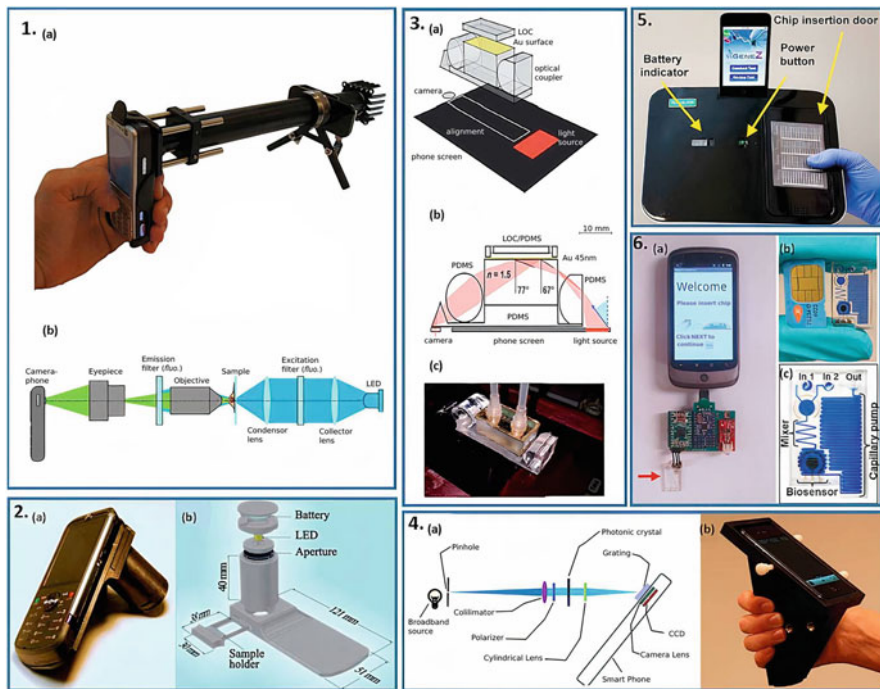 1.
(a)
(b)
Camera-
phone
Eyepiece
Emission
filter (fluo.)
Objective
Sample
Excitation
filter (fluo.)
LED
Condensor
lens
Collector
lens
2.
(a)
(b)
Battery
LED
Aperture
40 mm
121 mm
Sample
holder
51 mm
3.
(a)
LOC
Au surface
optical
coupler
camera
alignment
light
source
phone screen
(b)
10 mm
LOC/PDMS
Au 45nm
PDMS
n = 1.5
77°
67°
PDMS
PDMS
camera
phone screen
light source
(c)
4.
(a)
Pinhole
Photonic crystal
Grating
Broadband
source
Collimator
Polarizer
Cylindrical Lens
CCD
Camera Lens
Smart Phone
(b)
5.
Chip insertion door
Battery
indicator
Power
button
GeneZ
6.
(a)
Welcome
Please insert chip
Click NEXT to
continue
(b)
(c)
In 1 In 2 Out
Mixer
Capillary pump
Biosensor